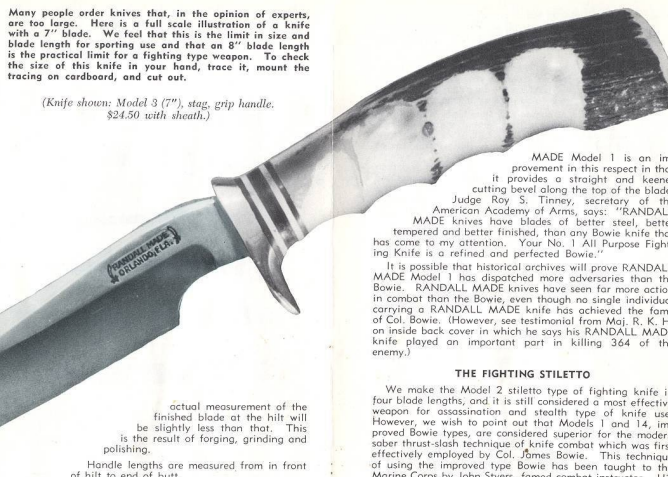 Many people order knives that, in the opinion of experts,
are too large. Here is a full scale illustration of a knife
with a 7" blade. We feel that this is the limit in size and
blade length for sporting use and that an 8" blade length
is the practical limit for a fighting type weapon. To check
the size of this knife in your hand, trace it, mount the
tracing on cardboard, and cut out.
(Knife shown: Model 3 (7"), stag, grip handle.
$24.50 with sheath.)
RANDALL MADE
ORLANDO, FLA.
actual measurement of the
finished blade at the hilt will
be slightly less than that. This
is the result of forging, grinding and
polishing.
Handle lengths are measured from in front
of hilt to end of butt.
MADE Model 1 is an im
provement in this respect in tha
it provides a straight and keene
cutting bevel along the top of the blade
Judge Roy S. Tinney, secretary of th
American Academy of Arms, says: "RANDAL
MADE knives have blades of better steel, bette
tempered and better finished, than any Bowie knife tha
has come to my attention. Your No. 1 All Purpose Fight
ing Knife is a refined and perfected Bowie."
It is possible that historical archives will prove RANDAL
MADE Model 1 has dispatched more adversaries than th
Bowie. RANDALL MADE knives have seen far more actio
in combat than the Bowie, even though no single individua
carrying a RANDALL MADE knife has achieved the fam
of Col. Bowie. (However, see testimonial from Maj. R. K. H
on inside back cover in which he says his RANDALL MAD
knife played an important part in killing 364 of th
enemy.)
THE FIGHTING STILETTO
We make the Model 2 stiletto type of fighting knife i
four blade lengths, and it is still considered a most effectiv
weapon for assassination and stealth type of knife use
However, we wish to point out that Models 1 and 14, im
proved Bowie types, are considered superior for the moder
saber thrust-slash technique of knife combat which was firs
effectively employed by Col. James Bowie. This techniqu
of using the improved type Bowie has been taught to th
Marine Corps by John Styers, famed combat instructor.